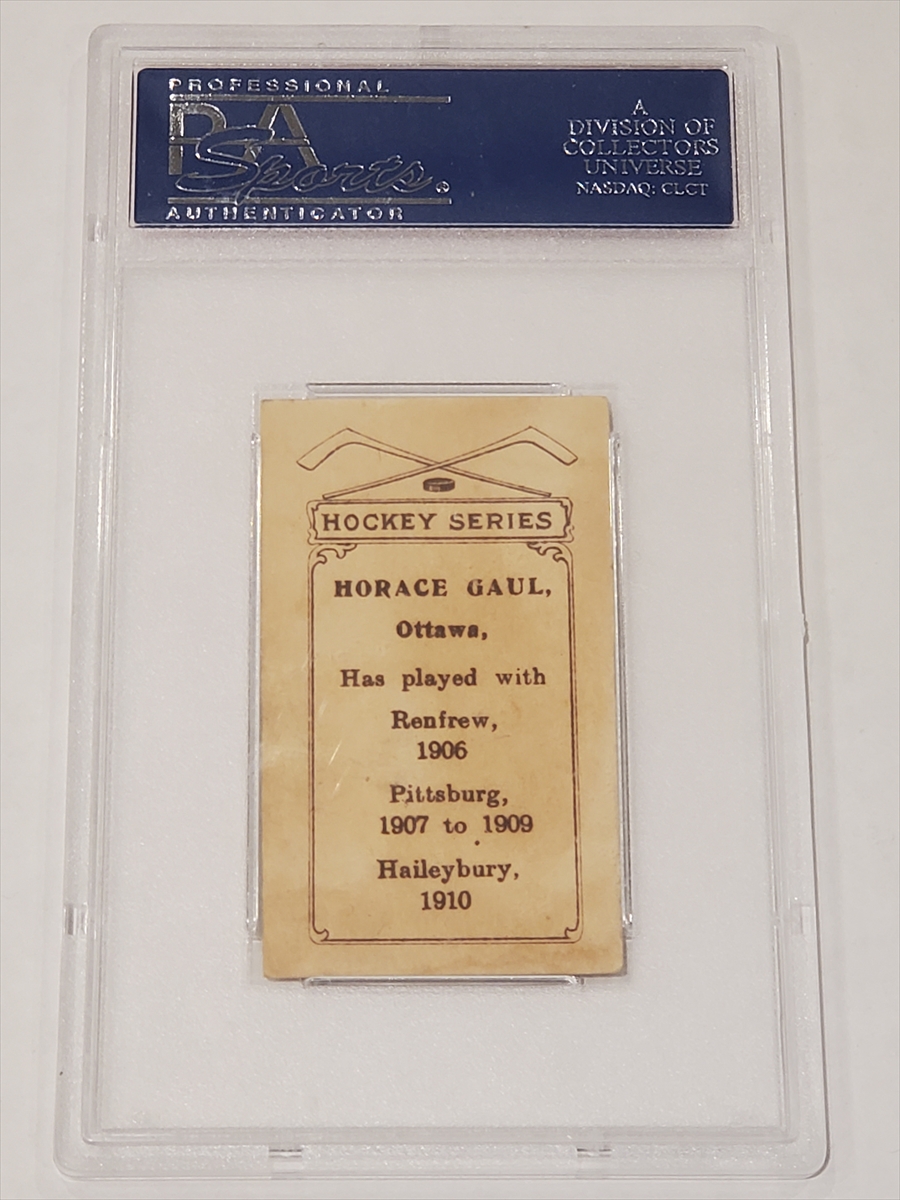 PROFESSIONAL
PSA
Sports®
AUTHENTICATOR
A
DIVISION OF
COLLECTORS
UNIVERSE
NASDAQ: CLCT
HOCKEY SERIES
HORACE GAUL,
Ottawa,
Has played with
Renfrew,
1906
Pittsburg,
1907 to 1909
Haileybury,
1910